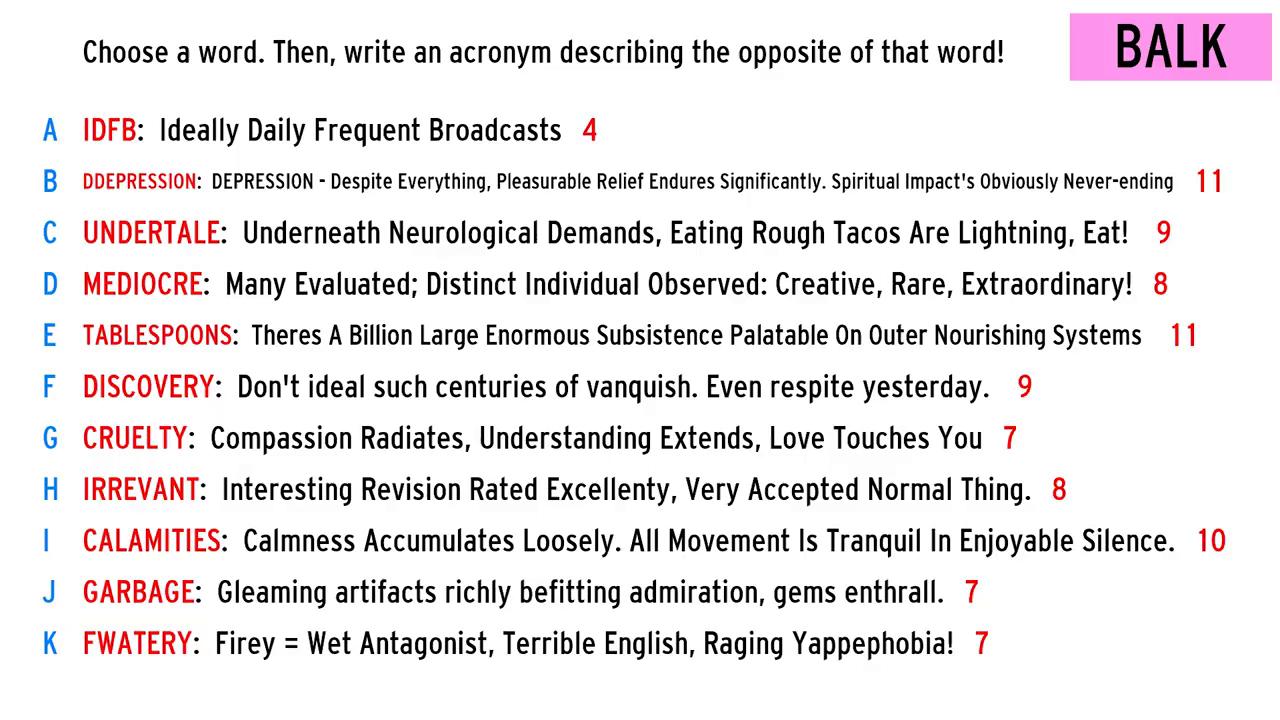 Choose a word. Then, write an acronym describing the opposite of that word!
BALK
A IDFB: Ideally Daily Frequent Broadcasts 4
B DDEPRESSION: DEPRESSION - Despite Everything, Pleasurable Relief Endures Significantly. Spiritual Impact's Obviously Never-ending 11
C UNDERTALE: Underneath Neurological Demands, Eating Rough Tacos Are Lightning, Eat! 9
D MEDIOCRE: Many Evaluated; Distinct Individual Observed: Creative, Rare, Extraordinary! 8
E TABLESPOONS: Theres A Billion Large Enormous Subsistence Palatable On Outer Nourishing Systems 11
F DISCOVERY: Don't ideal such centuries of vanquish. Even respite yesterday. 9
G CRUELTY: Compassion Radiates, Understanding Extends, Love Touches You 7
H IRREVANT: Interesting Revision Rated Excellenty, Very Accepted Normal Thing. 8
I CALAMITIES: Calmness Accumulates Loosely. All Movement Is Tranquil In Enjoyable Silence. 10
J GARBAGE: Gleaming artifacts richly befitting admiration, gems enthrall. 7
K FWATERY: Firey = Wet Antagonist, Terrible English, Raging Yappephobia! 7